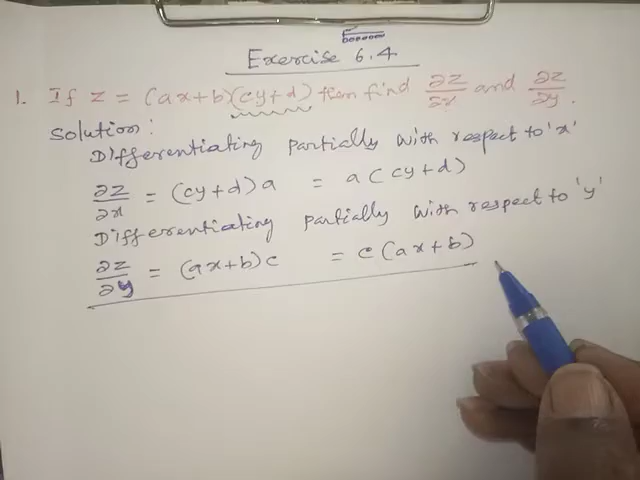 Exercise 6.4
1. If z = (ax+b)(cy+d) then find ∂z/∂x and ∂z/∂y.
Solution:
Differentiating partially with respect to 'x'
∂z/∂x = (cy+d)a = a(cy+d)
Differentiating partially with respect to 'y'
∂z/∂y = (ax+b)c = c(ax+b)